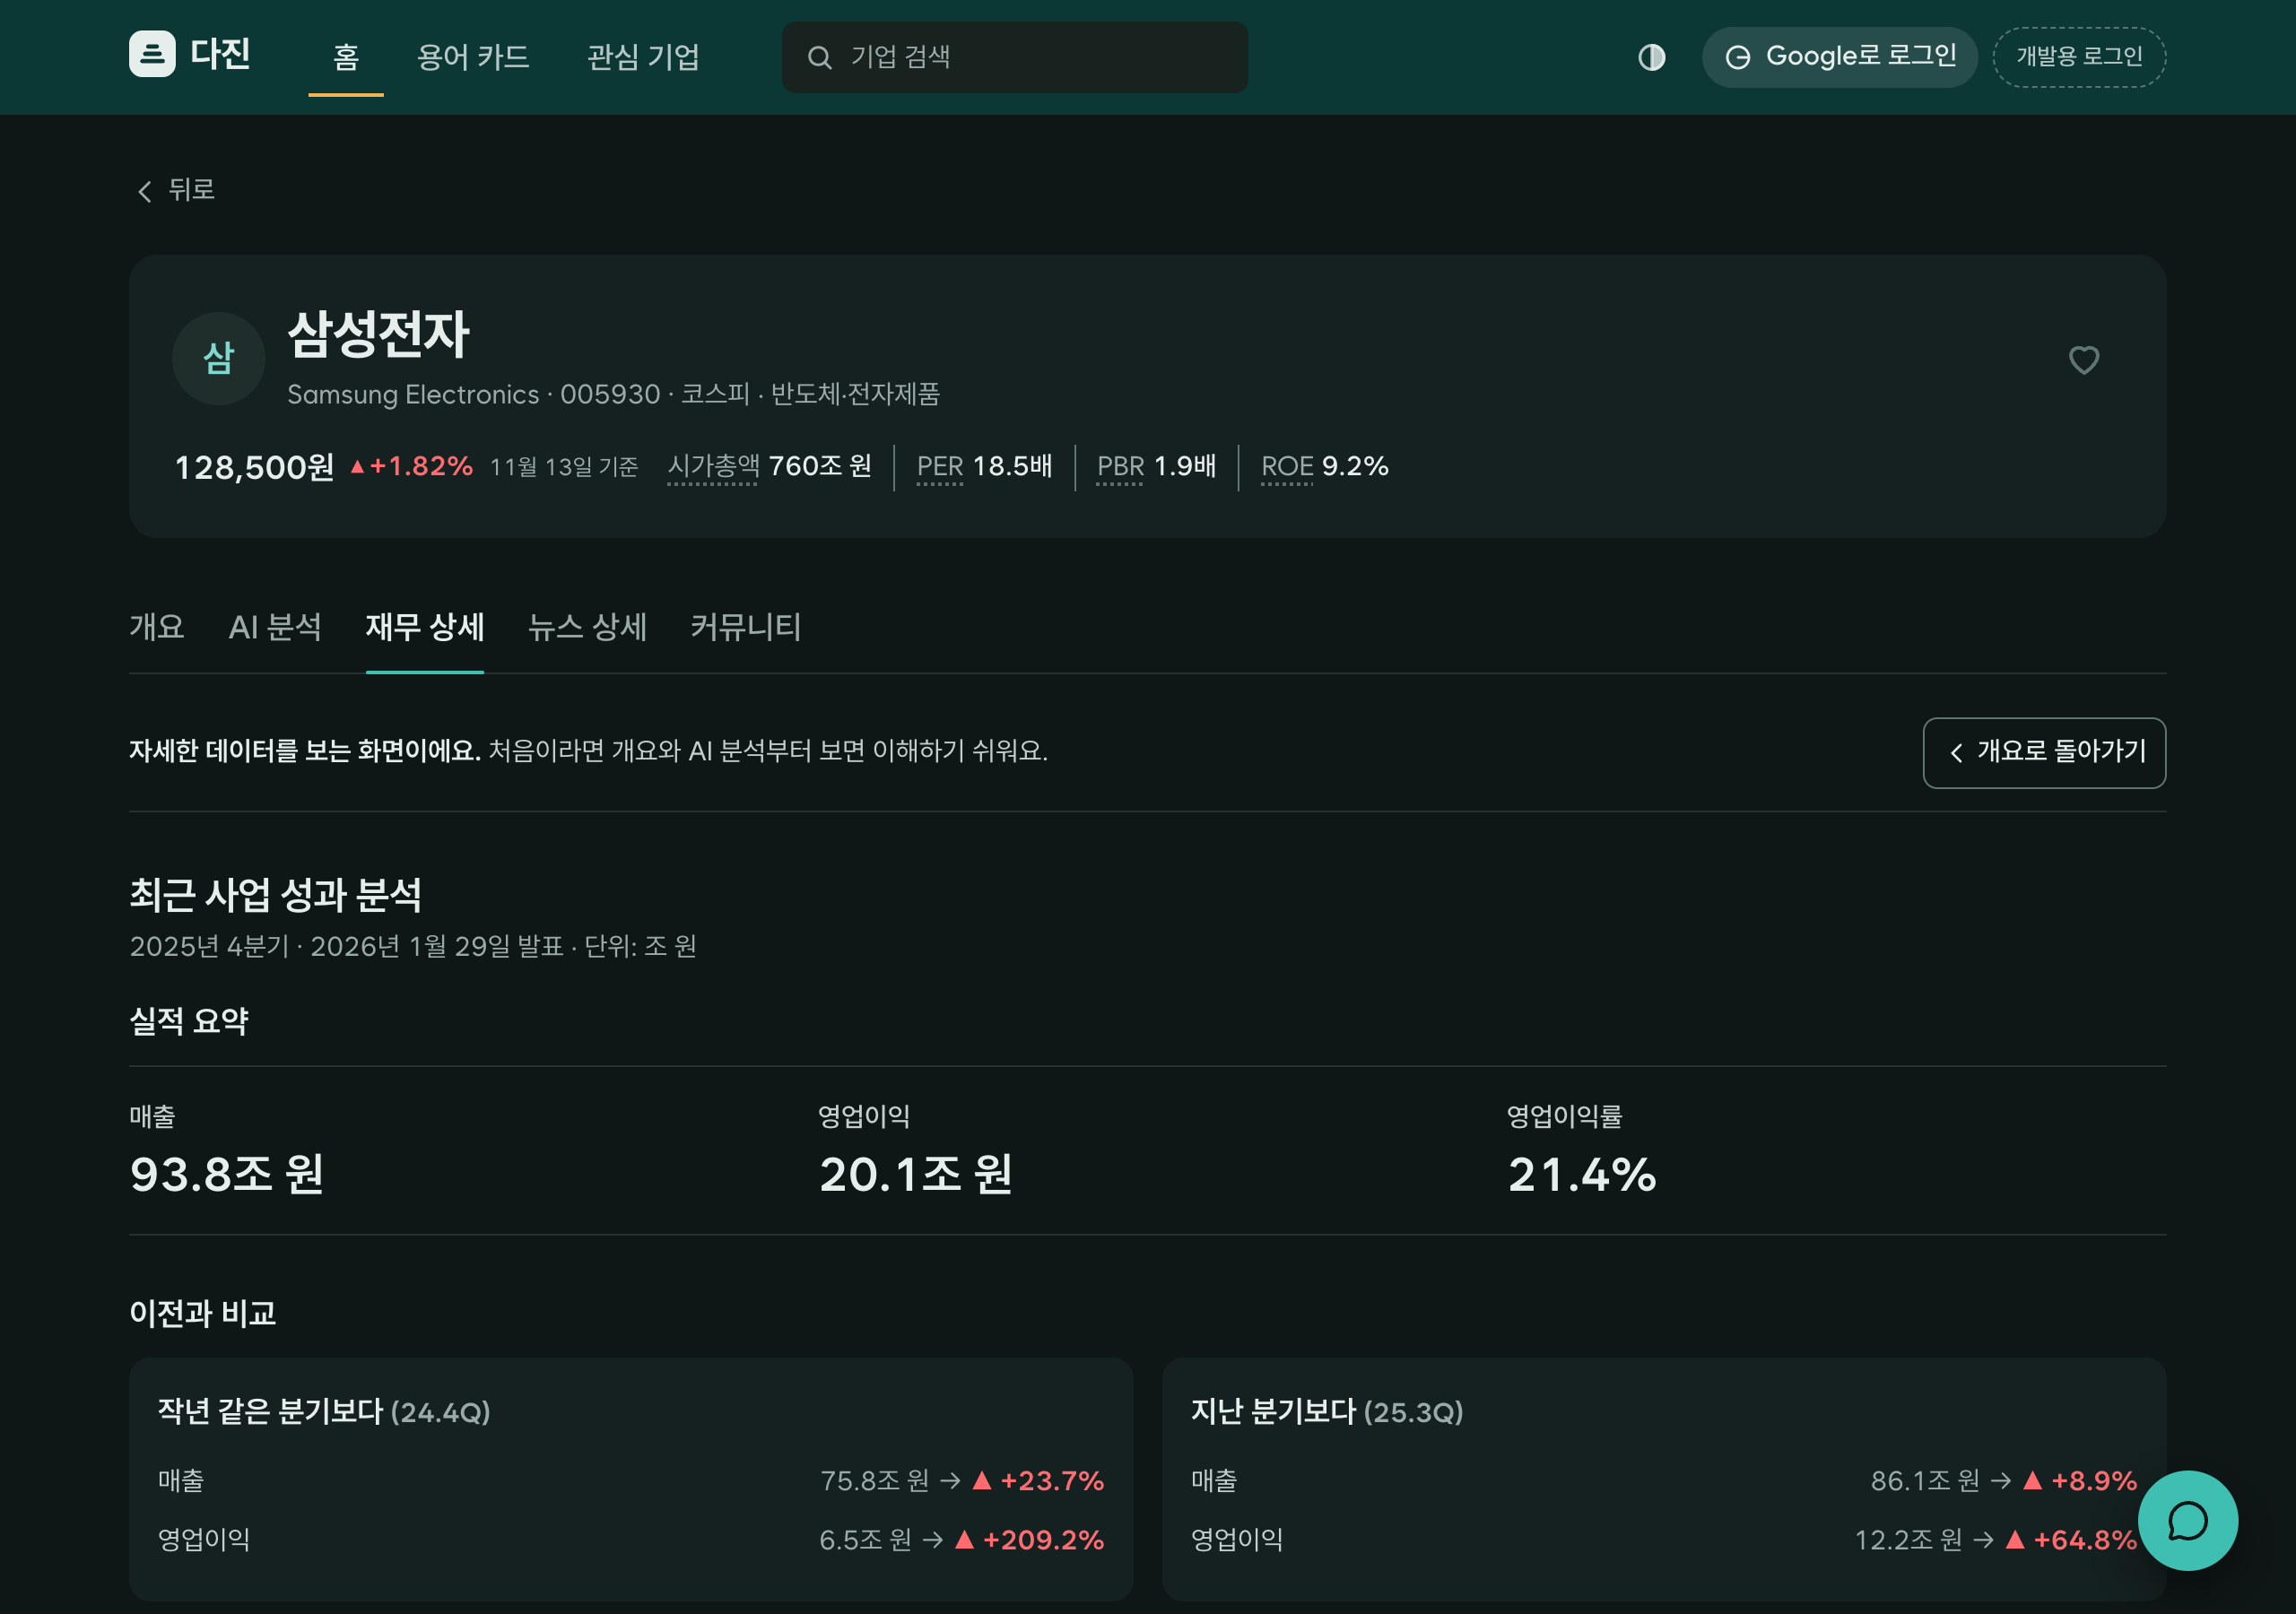 다진
홈 용어 카드 관심 기업
기업 검색
Google로 로그인
개발용 로그인
뒤로
삼
삼성전자
Samsung Electronics · 005930 · 코스피 · 반도체·전자제품
128,500원 ▲+1.82% 11월 13일 기준 시가총액 760조 원 PER 18.5배 PBR 1.9배 ROE 9.2%
개요 AI 분석 재무 상세 뉴스 상세 커뮤니티
자세한 데이터를 보는 화면이에요. 처음이라면 개요와 AI 분석부터 보면 이해하기 쉬워요.
개요로 돌아가기
최근 사업 성과 분석
2025년 4분기 · 2026년 1월 29일 발표 · 단위: 조 원
실적 요약
매출 영업이익 영업이익률
93.8조 원 20.1조 원 21.4%
이전과 비교
작년 같은 분기보다 (24.4Q)
매출 75.8조 원 → ▲ +23.7%
영업이익 6.5조 원 → ▲ +209.2%
지난 분기보다 (25.3Q)
매출 86.1조 원 → ▲ +8.9%
영업이익 12.2조 원 → ▲ +64.8%